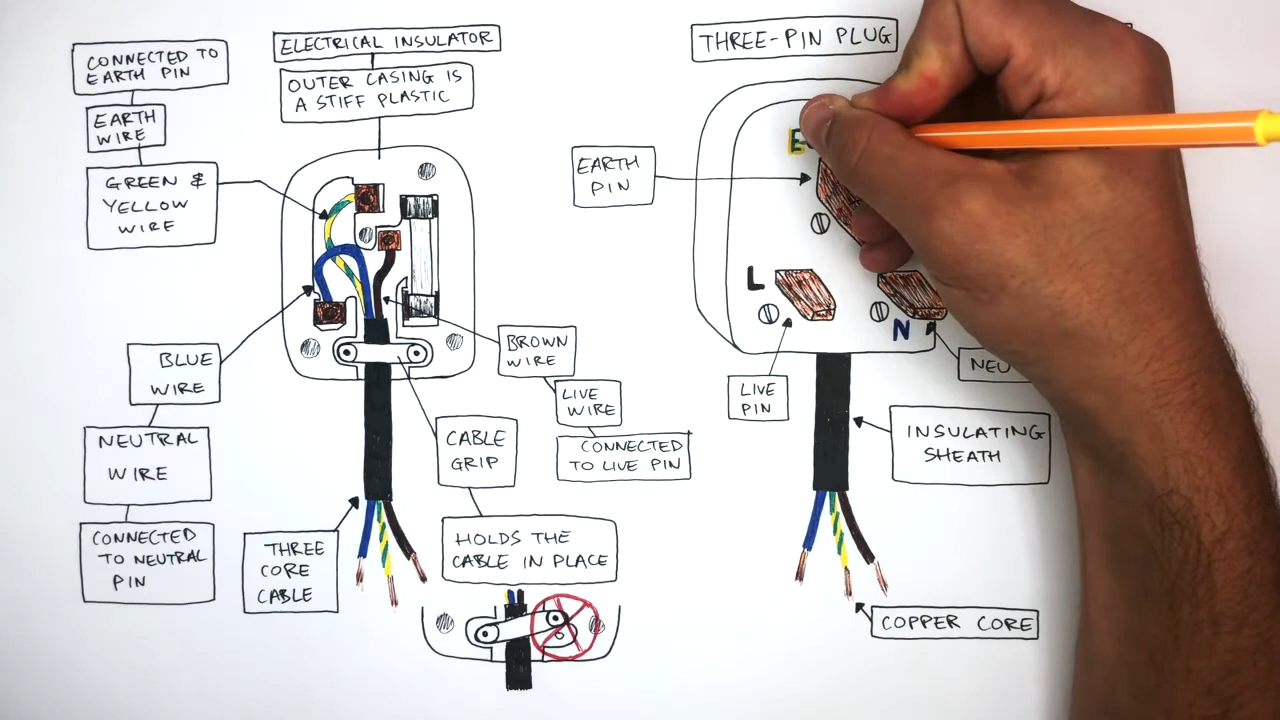 CONNECTED TO
EARTH PIN
EARTH
WIRE
GREEN &
YELLOW
WIRE
ELECTRICAL INSULATOR
OUTER CASING IS
A STIFF PLASTIC
BLUE
WIRE
NEUTRAL
WIRE
CONNECTED
TO NEUTRAL
PIN
THREE
CORE
CABLE
BROWN
WIRE
LIVE
WIRE
CONNECTED
TO LIVE PIN
CABLE
GRIP
HOLDS THE
CABLE IN PLACE
THREE-PIN PLUG
EARTH
PIN
E
L
N
LIVE
PIN
NEU
INSULATING
SHEATH
COPPER CORE